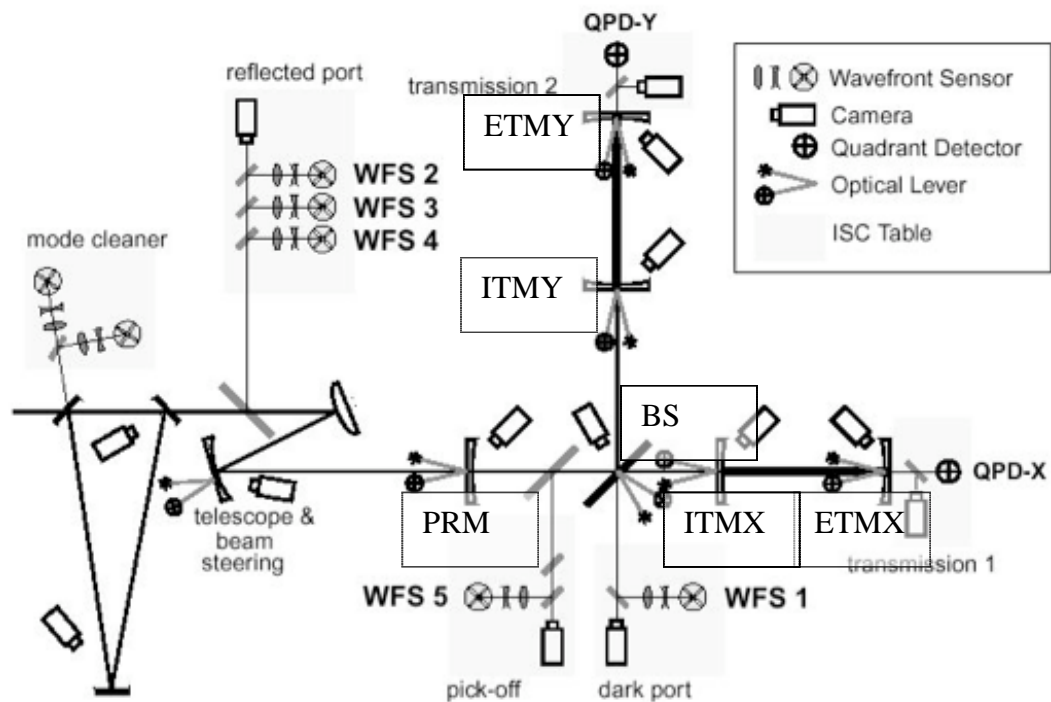 QPD-Y
reflected port
transmission 2
Wavefront Sensor
Camera
Quadrant Detector
Optical Lever
ISC Table
ETMY
WFS 2
WFS 3
WFS 4
mode cleaner
ITMY
BS
QPD-X
PRM
ITMX
ETMX
telescope &
beam
steering
transmission 1
WFS 5
WFS 1
pick-off
dark port